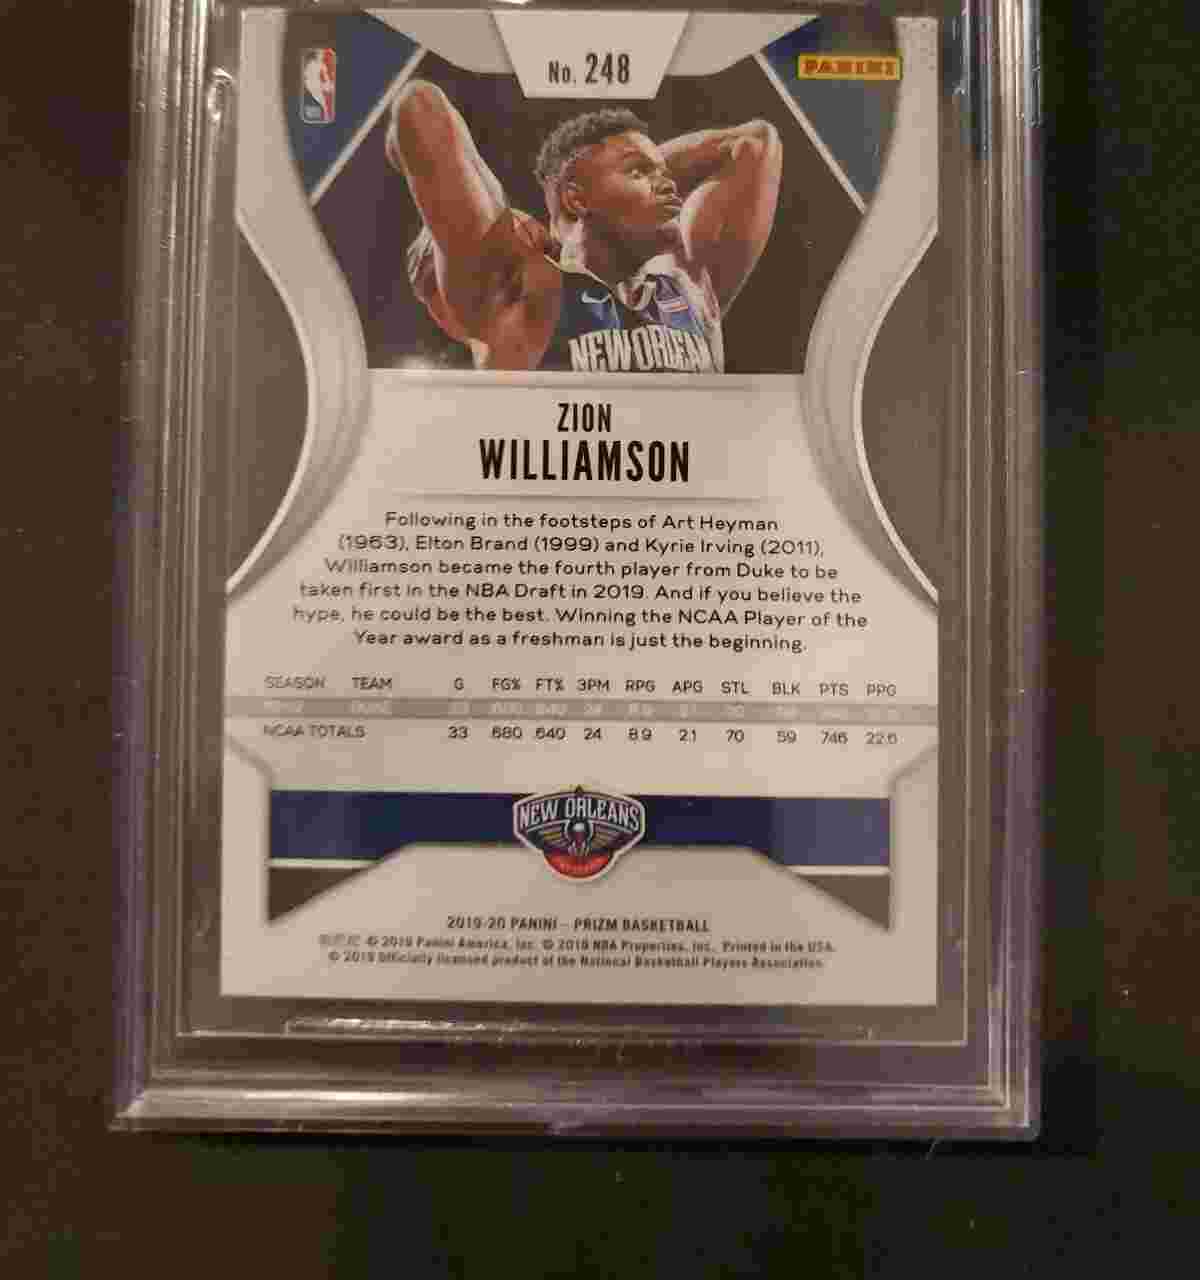 No. 248
PANINI
NEW ORLEAN
ZION
WILLIAMSON
Following in the footsteps of Art Heyman
(1963), Elton Brand (1999) and Kyrie Irving (2011),
Williamson became the fourth player from Duke to be
taken first in the NBA Draft in 2019. And if you believe the
hype, he could be the best. Winning the NCAA Player of the
Year award as a freshman is just the beginning.
SEASON TEAM G FG% FT% 3PM RPG APG STL BLK PTS PPG
NCAA TOTALS 33 .680 .640 24 8.9 2.1 70 59 746 22.6
NEW ORLEANS
2019-20 PANINI – PRIZM BASKETBALL
© 2019 Panini America, Inc. © 2019 NBA Properties, Inc. Printed in the USA.
© 2019 Officially licensed product of the National Basketball Players Association.